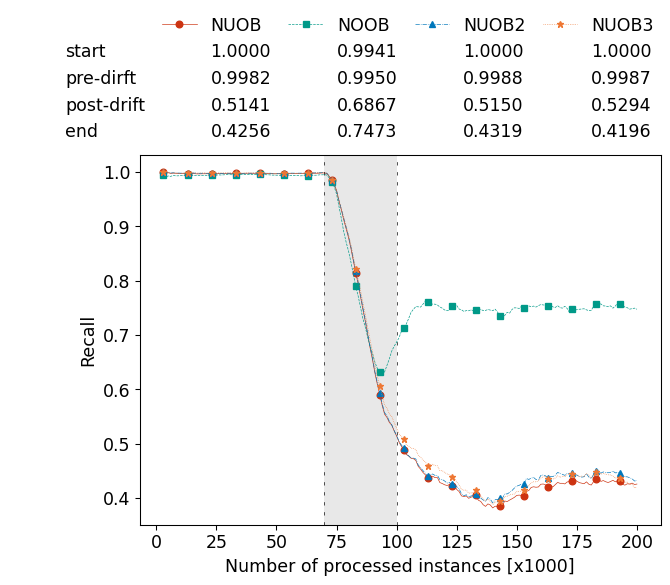 NUOB NOOB NUOB2 NUOB3
start 1.0000 0.9941 1.0000 1.0000
pre-dirft 0.9982 0.9950 0.9988 0.9987
post-drift 0.5141 0.6867 0.5150 0.5294
end 0.4256 0.7473 0.4319 0.4196
1.0
0.9
0.8
0.7
0.6
0.5
0.4
Recall
0 25 50 75 100 125 150 175 200
Number of processed instances [x1000]